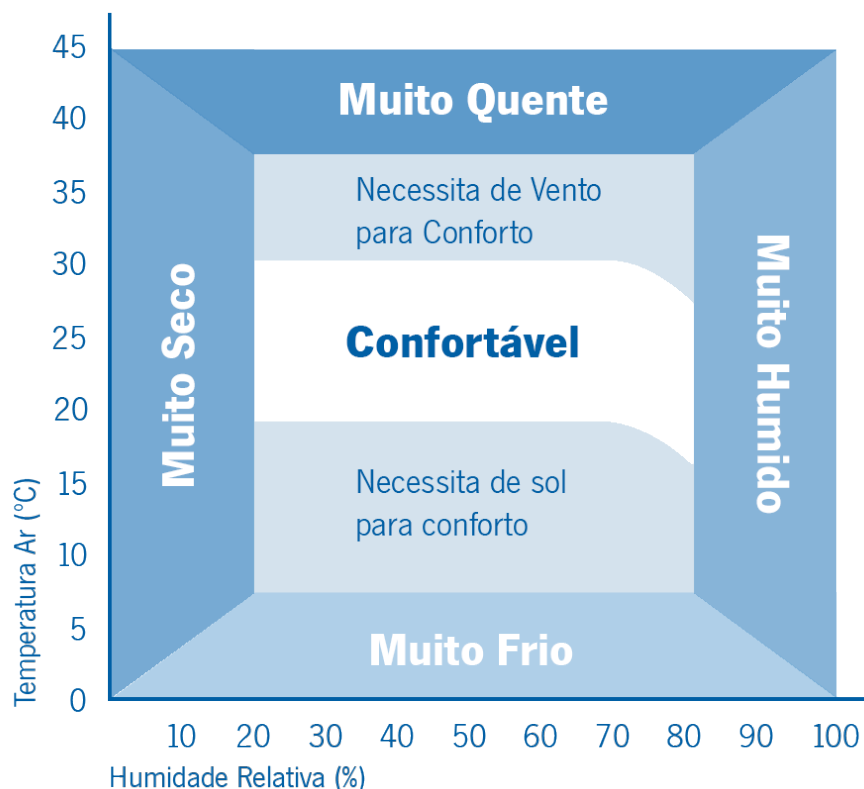 45
40
35
30
25
20
15
10
5
0
Temperatura Ar (°C)
Muito Quente
Necessita de Vento
para Conforto
Muito Seco
Confortável
Muito Humido
Necessita de sol
para conforto
Muito Frio
10 20 30 40 50 60 70 80 90 100
Humidade Relativa (%)